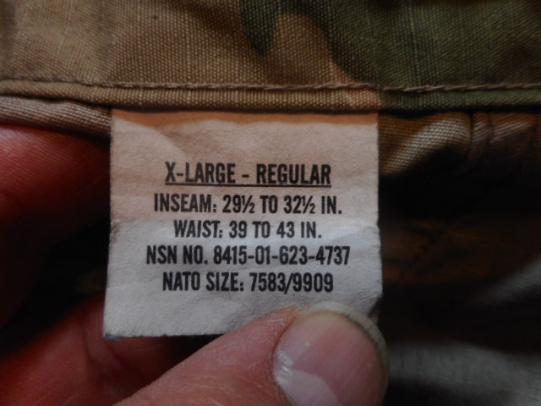 X-LARGE - REGULAR
INSEAM: 29½ TO 32½ IN.
WAIST: 39 TO 43 IN.
NSN NO. 8415-01-623-4737
NATO SIZE: 7583/9909